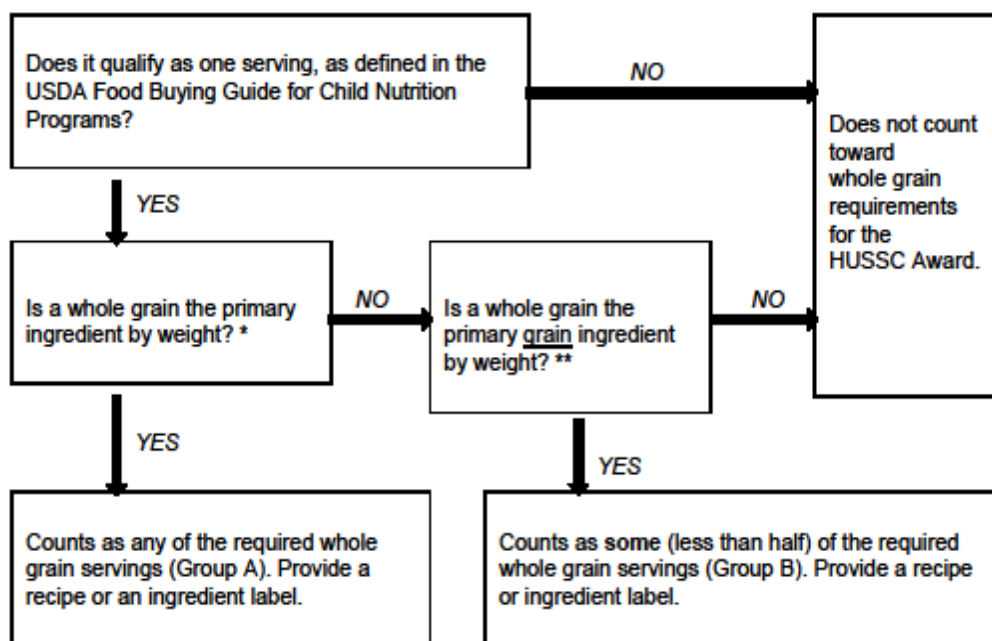 Does it qualify as one serving, as defined in the
USDA Food Buying Guide for Child Nutrition
Programs?
NO
Does not count
toward
whole grain
requirements
for the
HUSSC Award.
YES
Is a whole grain the primary
ingredient by weight? *
NO
Is a whole grain the
primary grain ingredient
by weight? **
NO
YES
YES
Counts as any of the required whole
grain servings (Group A). Provide a
recipe or an ingredient label.
Counts as some (less than half) of the required
whole grain servings (Group B). Provide a recipe
or ingredient label.